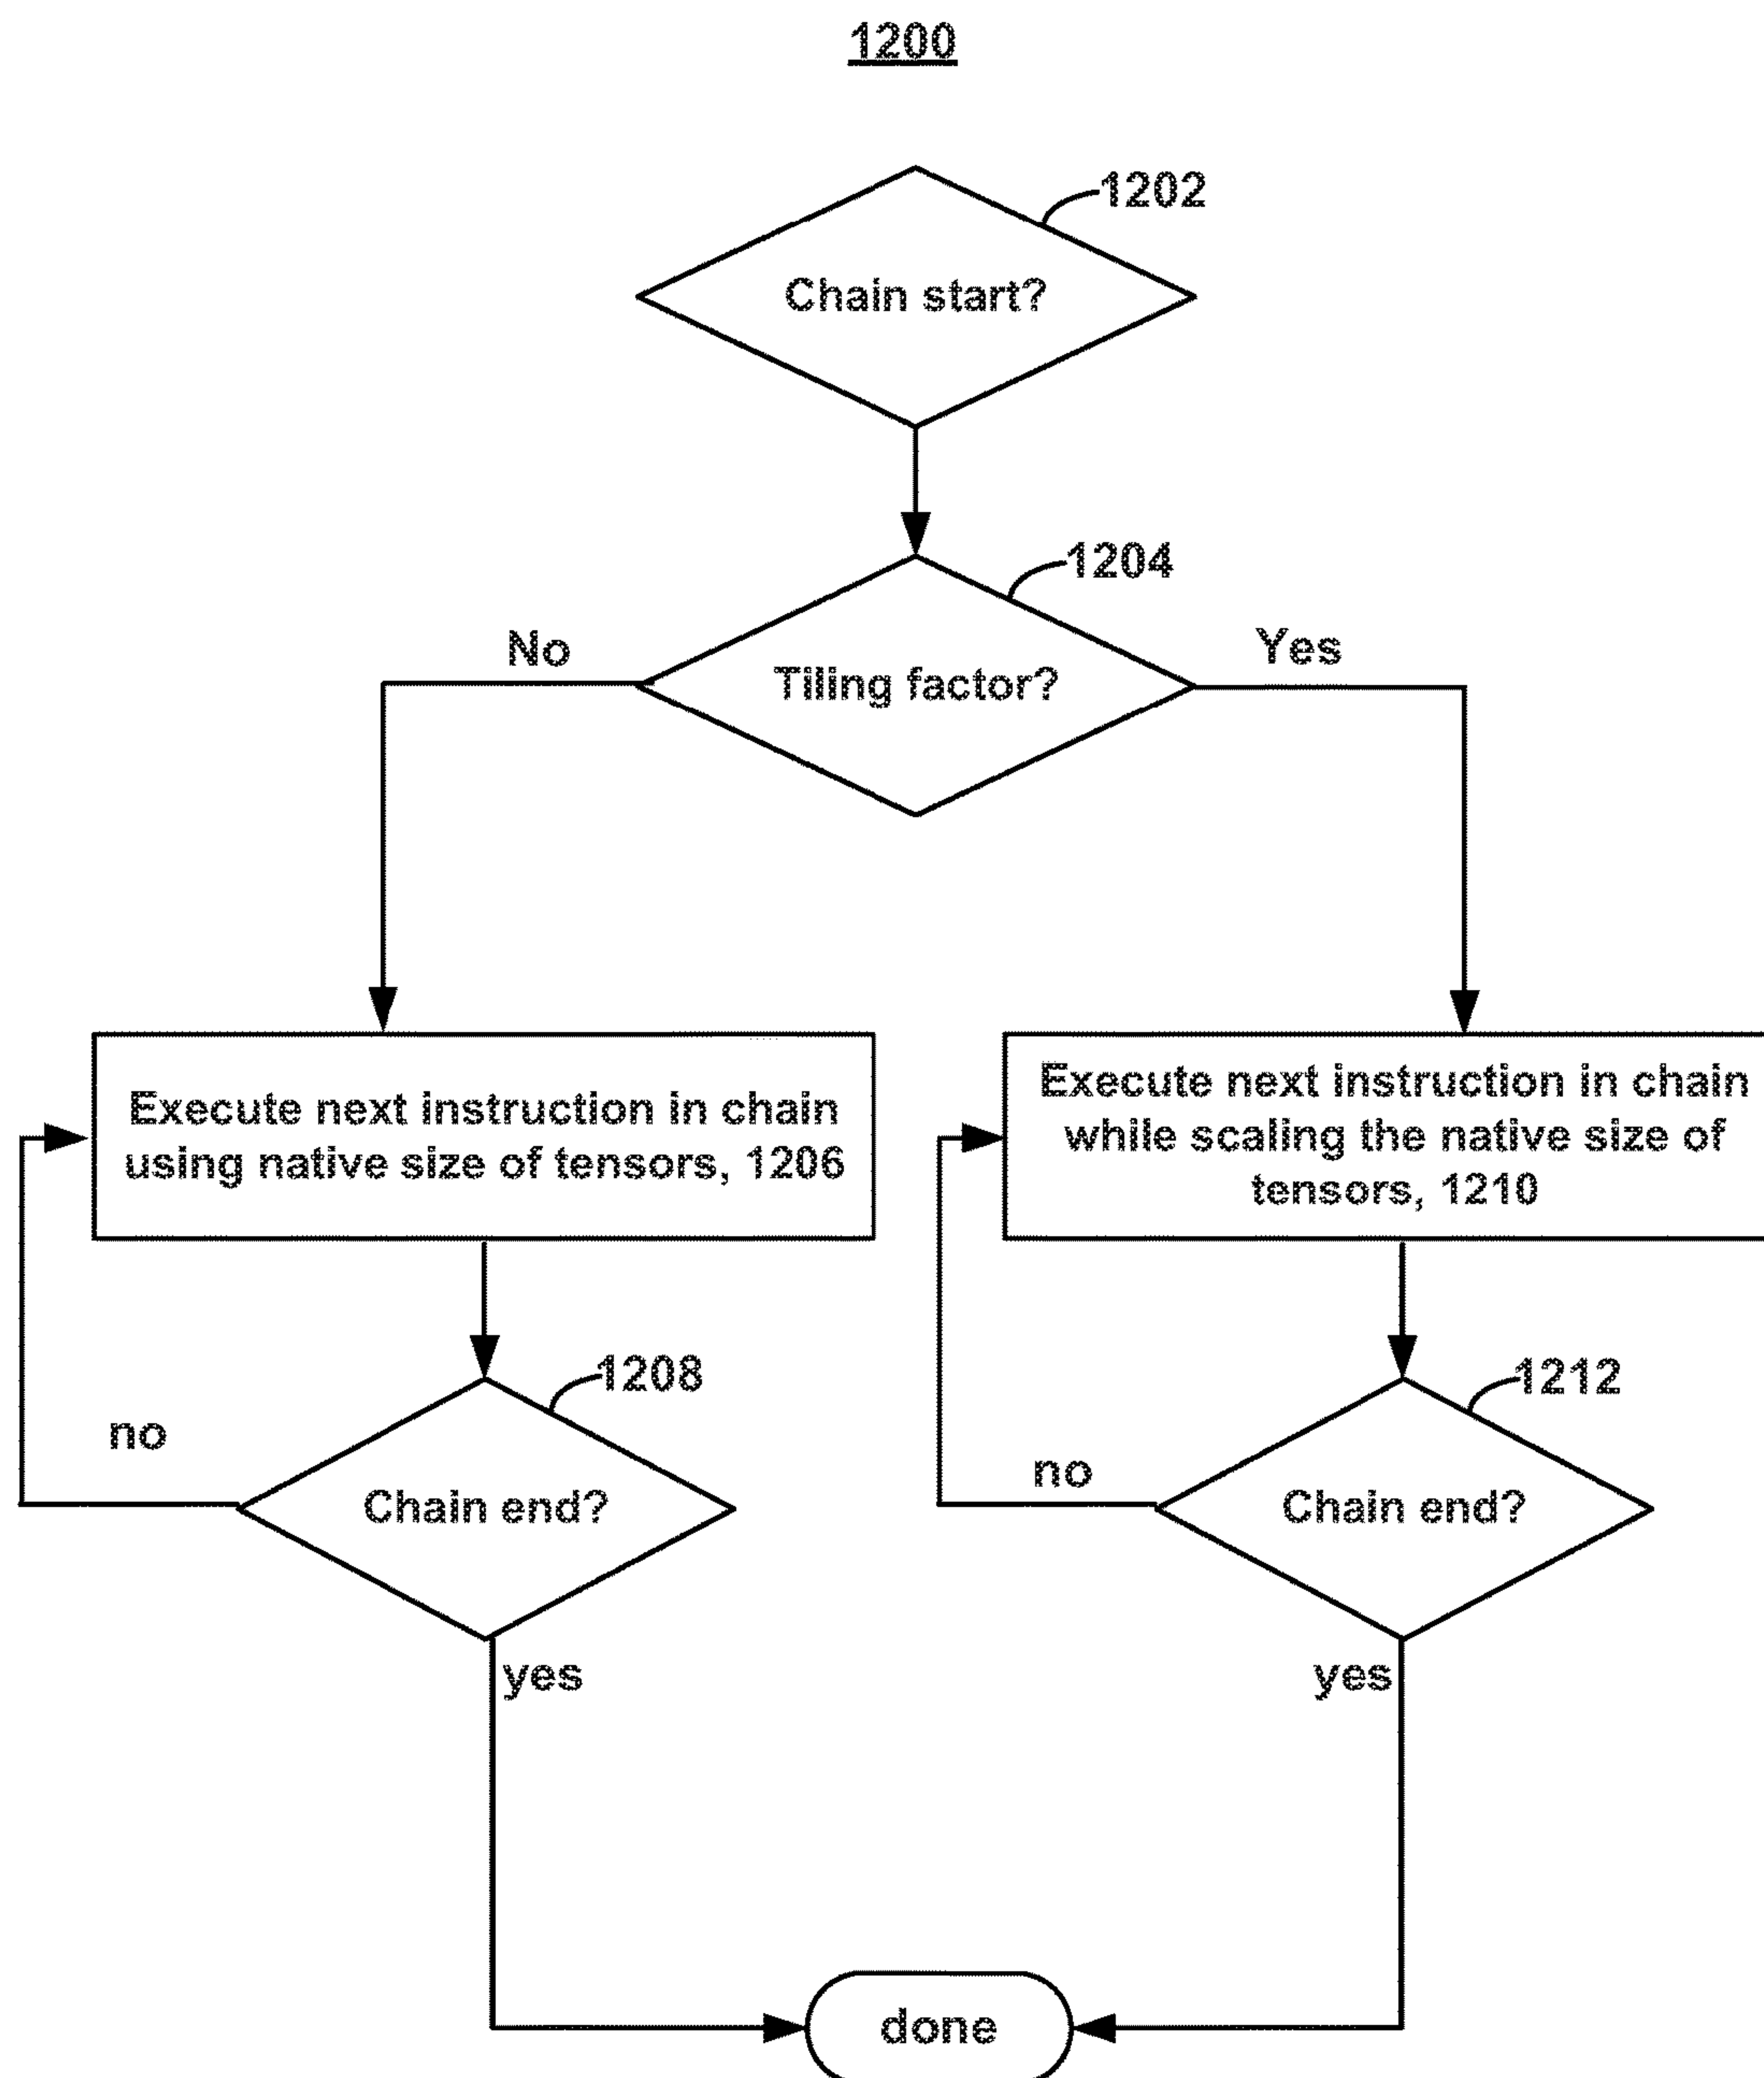 1200
1202
Chain start?
1204
No
Yes
Tiling factor?
Execute next instruction in chain
using native size of tensors, 1206
Execute next instruction in chain
while scaling the native size of
tensors, 1210
1208
1212
no
no
Chain end?
Chain end?
yes
yes
done